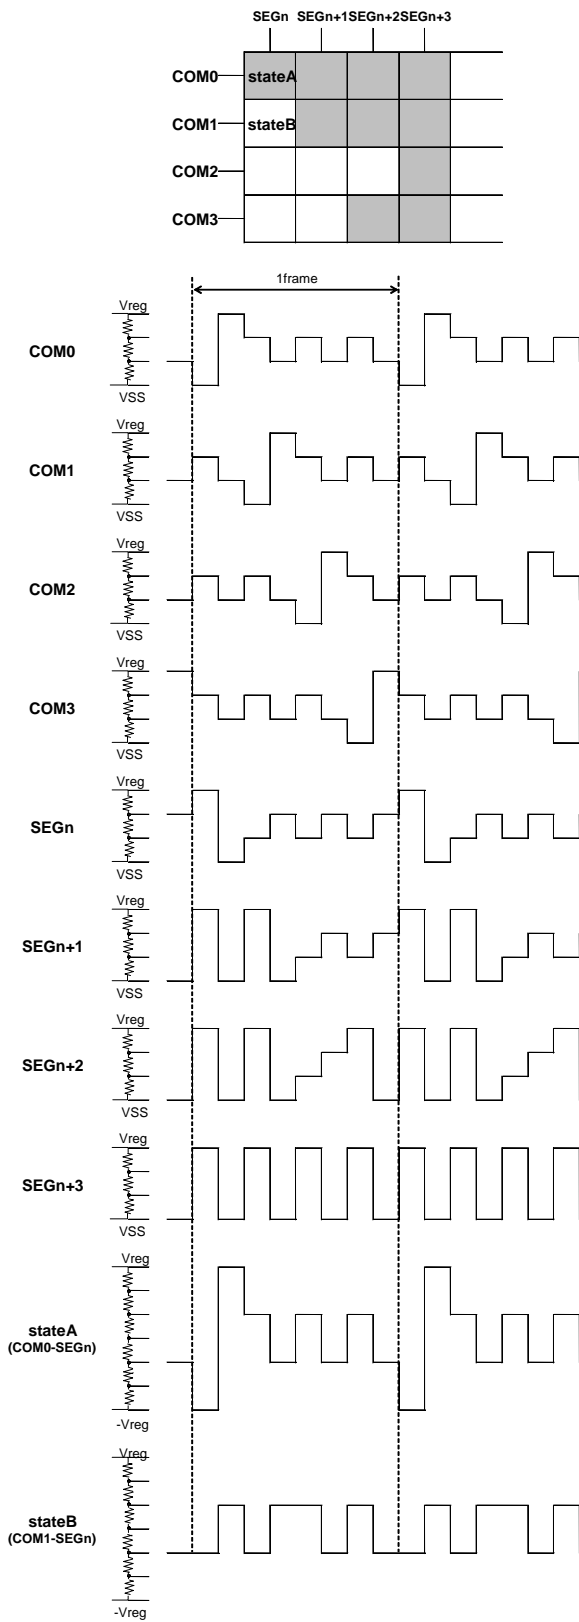 SEGn SEGn+1 SEGn+2 SEGn+3
COM0 stateA
COM1 stateB
COM2
COM3
1frame
Vreg
COM0
VSS
Vreg
COM1
VSS
Vreg
COM2
VSS
Vreg
COM3
VSS
Vreg
SEGn
VSS
Vreg
SEGn+1
VSS
Vreg
SEGn+2
VSS
Vreg
SEGn+3
VSS
Vreg
stateA
(COM0-SEGn)
-Vreg
Vreg
stateB
(COM1-SEGn)
-Vreg